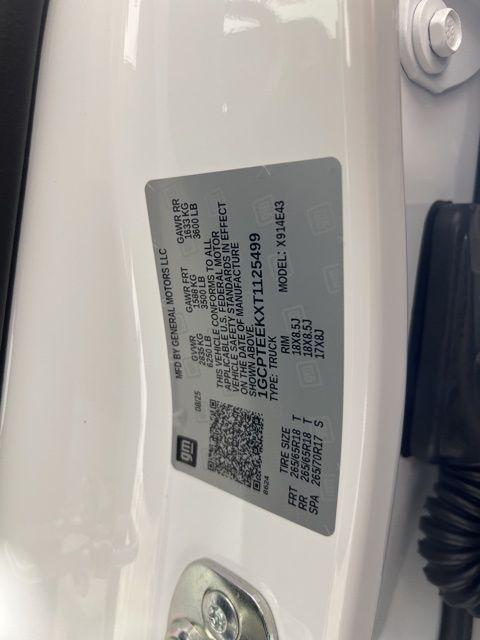 gm
MFD BY GENERAL MOTORS LLC
08/25
GVWR GAWR FRT GAWR RR
2835 KG 1588 KG 1633 KG
6250 LB 3500 LB 3600 LB
THIS VEHICLE CONFORMS TO ALL
APPLICABLE U.S. FEDERAL MOTOR
VEHICLE SAFETY STANDARDS IN EFFECT
ON THE DATE OF MANUFACTURE
SHOWN ABOVE.
1GCPTEEKXT1125499
TYPE: TRUCK MODEL: X914E43
8624
TIRE SIZE RIM
FRT 265/65R18 T 18X8.5J
RR 265/65R18 T 18X8.5J
SPA 265/70R17 S 17X8J